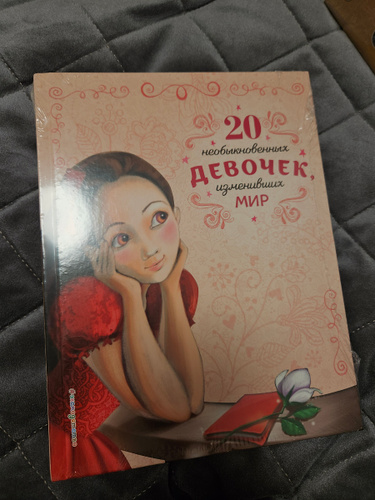 20
необыкновенных
ДЕВОЧЕК,
изменивших
МИР